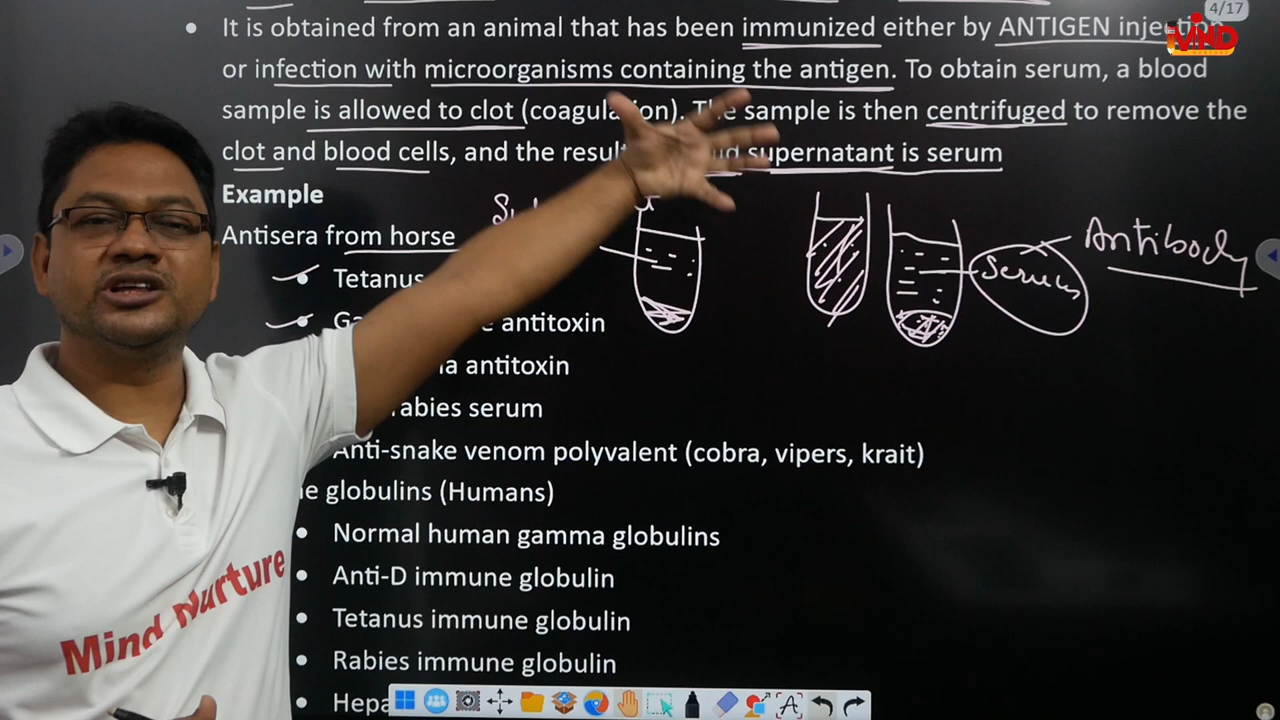 4/17
MIND
It is obtained from an animal that has been immunized either by ANTIGEN injection
or infection with microorganisms containing the antigen. To obtain serum, a blood
sample is allowed to clot (coagulation). The sample is then centrifuged to remove the
clot and blood cells, and the supernatant is serum
Example
Antisera from horse
Serum
Antibody
Tetanus
antitoxin
antitoxin
rabies serum
Anti-snake venom polyvalent (cobra, vipers, krait)
globulins (Humans)
Normal human gamma globulins
Anti-D immune globulin
Tetanus immune globulin
Rabies immune globulin
Mind Nurture